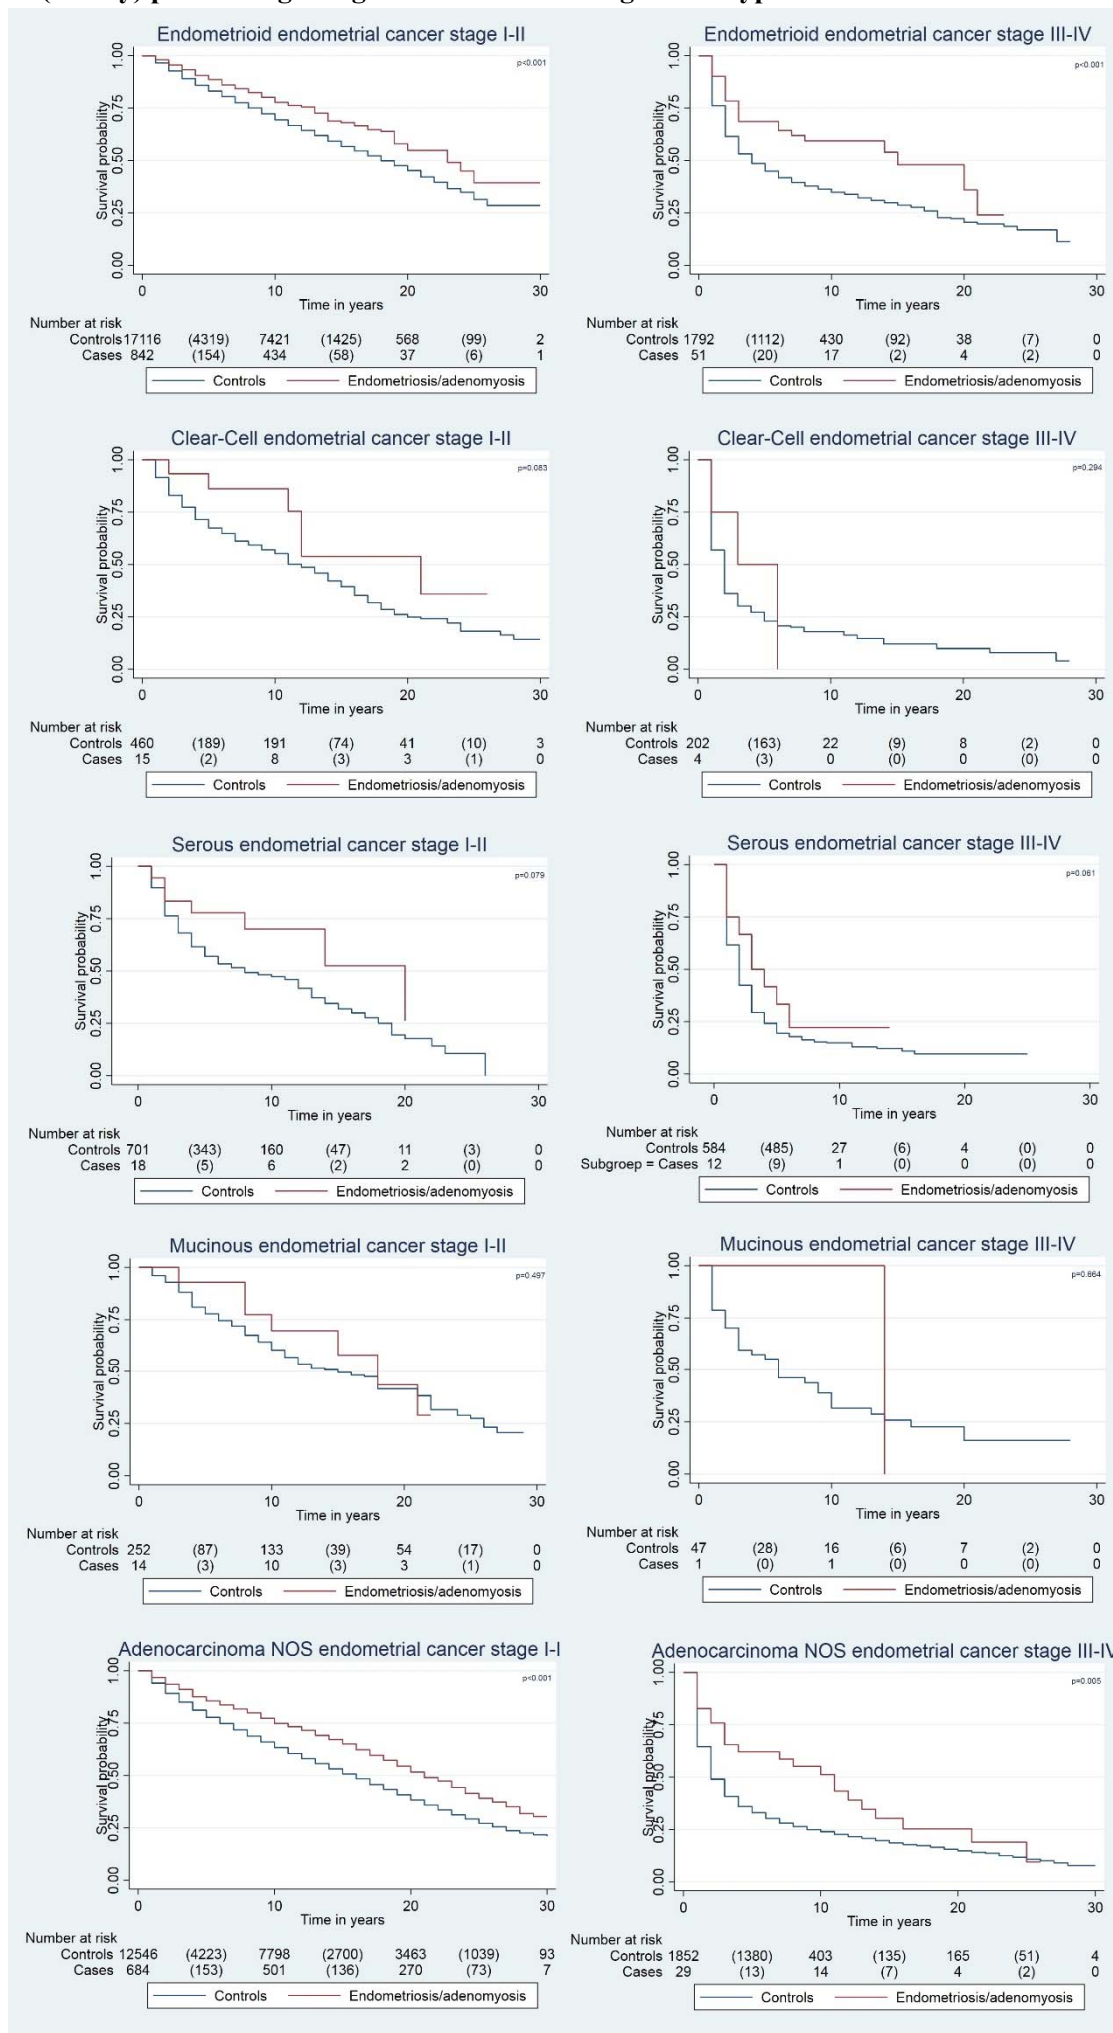 Endometrioid endometrial cancer stage I-II
p<0.001
Survival probability
0.00 0.25 0.50 0.75 1.00
0 10 20 30
Time in years
Number at risk
Controls 17116 (4319) 7421 (1425) 568 (99) 2
Cases 842 (154) 434 (58) 37 (6) 1
Controls Endometriosis/adenomyosis
Endometrioid endometrial cancer stage III-IV
p<0.001
Survival probability
0.00 0.25 0.50 0.75 1.00
0 10 20 30
Time in years
Number at risk
Controls 1792 (1112) 430 (92) 38 (7) 0
Cases 51 (20) 17 (2) 4 (2) 0
Controls Endometriosis/adenomyosis
Clear-Cell endometrial cancer stage I-II
p=0.083
Survival probability
0.00 0.25 0.50 0.75 1.00
0 10 20 30
Time in years
Number at risk
Controls 460 (189) 191 (74) 41 (10) 3
Cases 15 (2) 8 (3) 3 (1) 0
Controls Endometriosis/adenomyosis
Clear-Cell endometrial cancer stage III-IV
p=0.294
Survival probability
0.00 0.25 0.50 0.75 1.00
0 10 20 30
Time in years
Number at risk
Controls 202 (163) 22 (9) 8 (2) 0
Cases 4 (3) 0 (0) 0 (0) 0
Controls Endometriosis/adenomyosis
Serous endometrial cancer stage I-II
p=0.079
Survival probability
0.00 0.25 0.50 0.75 1.00
0 10 20 30
Time in years
Number at risk
Controls 701 (343) 160 (47) 11 (3) 0
Cases 18 (5) 6 (2) 2 (0) 0
Controls Endometriosis/adenomyosis
Serous endometrial cancer stage III-IV
p=0.061
Survival probability
0.00 0.25 0.50 0.75 1.00
0 10 20 30
Time in years
Number at risk
Controls 584 (485) 27 (6) 4 (0) 0
Subgroep = Cases 12 (9) 1 (0) 0 (0) 0
Controls Endometriosis/adenomyosis
Mucinous endometrial cancer stage I-II
p=0.497
Survival probability
0.00 0.25 0.50 0.75 1.00
0 10 20 30
Time in years
Number at risk
Controls 252 (87) 133 (39) 54 (17) 0
Cases 14 (3) 10 (3) 3 (1) 0
Controls Endometriosis/adenomyosis
Mucinous endometrial cancer stage III-IV
p=0.664
Survival probability
0.00 0.25 0.50 0.75 1.00
0 10 20 30
Time in years
Number at risk
Controls 47 (28) 16 (6) 7 (2) 0
Cases 1 (0) 1 (0) 0 (0) 0
Controls Endometriosis/adenomyosis
Adenocarcinoma NOS endometrial cancer stage I-I
p<0.001
Survival probability
0.00 0.25 0.50 0.75 1.00
0 10 20 30
Time in years
Number at risk
Controls 12546 (4223) 7798 (2700) 3463 (1039) 93
Cases 684 (153) 501 (136) 270 (73) 7
Controls Endometriosis/adenomyosis
Adenocarcinoma NOS endometrial cancer stage III-IV
p=0.005
Survival probability
0.00 0.25 0.50 0.75 1.00
0 10 20 30
Time in years
Number at risk
Controls 1852 (1380) 403 (135) 165 (51) 4
Cases 29 (13) 14 (7) 4 (2) 0
Controls Endometriosis/adenomyosis